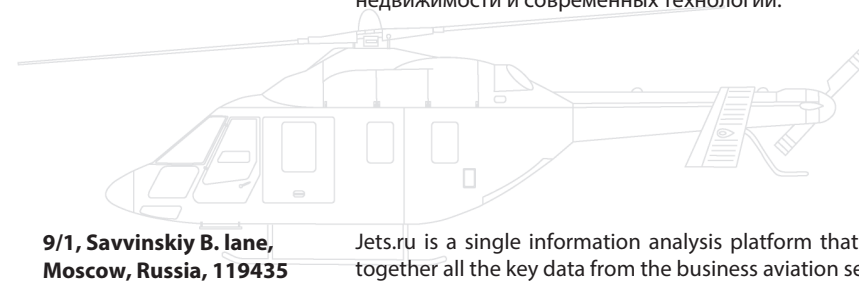 недвижимости и современных технологий.
9/1, Savvinskiy B. lane,
Moscow, Russia, 119435
Jets.ru is a single information analysis platform that
together all the key data from the business aviation se